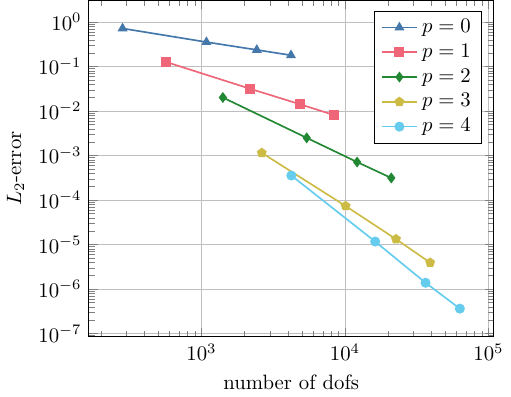 10^0
10^-1
10^-2
10^-3
10^-4
10^-5
10^-6
10^-7
L_2-error
10^3
10^4
10^5
number of dofs
p = 0
p = 1
p = 2
p = 3
p = 4